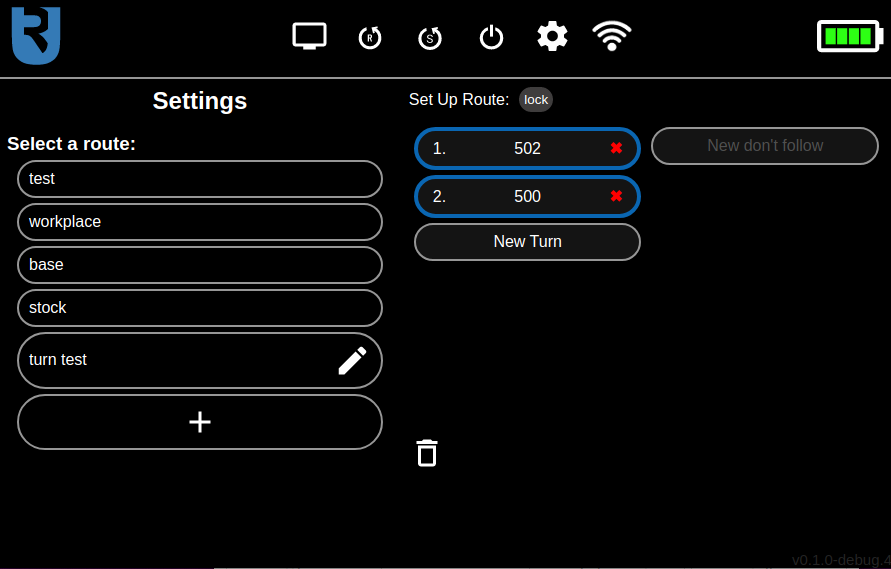 R
S
Settings
Set Up Route: lock
Select a route:
test
workplace
base
stock
turn test
1. 502
2. 500
New Turn
New don't follow
v0.1.0-debug.4